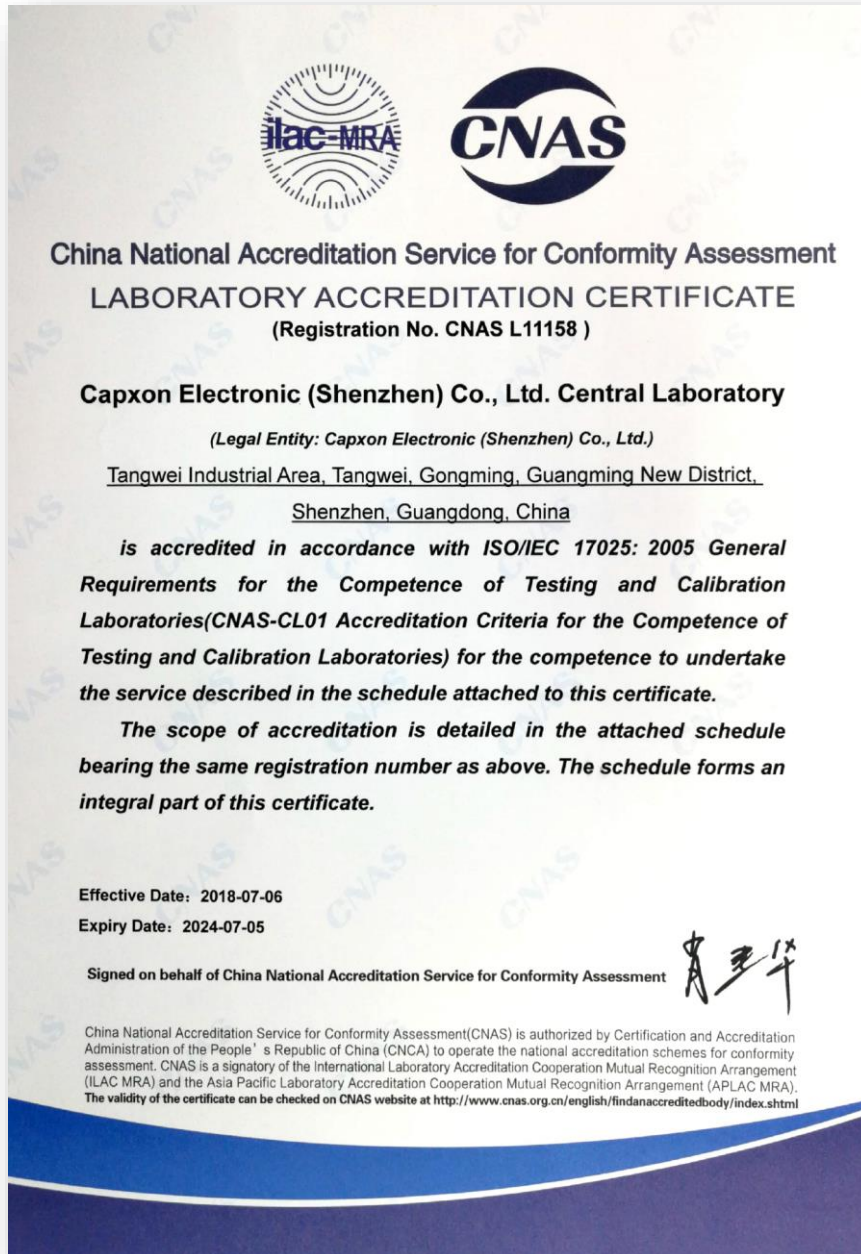 ilac-MRA
CNAS
China National Accreditation Service for Conformity Assessment
LABORATORY ACCREDITATION CERTIFICATE
(Registration No. CNAS L11158 )
Capxon Electronic (Shenzhen) Co., Ltd. Central Laboratory
(Legal Entity: Capxon Electronic (Shenzhen) Co., Ltd.)
Tangwei Industrial Area, Tangwei, Gongming, Guangming New District,
Shenzhen, Guangdong, China
is accredited in accordance with ISO/IEC 17025: 2005 General
Requirements for the Competence of Testing and Calibration
Laboratories(CNAS-CL01 Accreditation Criteria for the Competence of
Testing and Calibration Laboratories) for the competence to undertake
the service described in the schedule attached to this certificate.
The scope of accreditation is detailed in the attached schedule
bearing the same registration number as above. The schedule forms an
integral part of this certificate.
Effective Date: 2018-07-06
Expiry Date: 2024-07-05
Signed on behalf of China National Accreditation Service for Conformity Assessment
China National Accreditation Service for Conformity Assessment(CNAS) is authorized by Certification and Accreditation
Administration of the People's Republic of China (CNCA) to operate the national accreditation schemes for conformity
assessment. CNAS is a signatory of the International Laboratory Accreditation Cooperation Mutual Recognition Arrangement
(ILAC MRA) and the Asia Pacific Laboratory Accreditation Cooperation Mutual Recognition Arrangement (APLAC MRA).
The validity of the certificate can be checked on CNAS website at http://www.cnas.org.cn/english/findanaccreditedbody/index.shtml